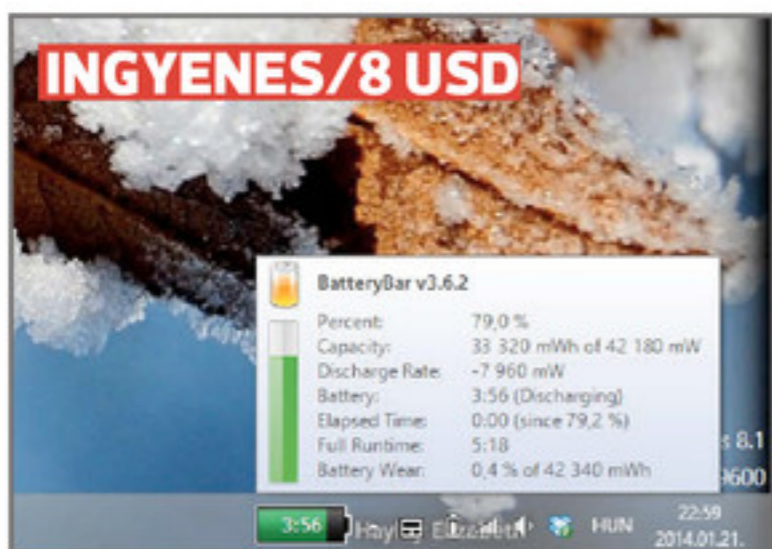 INGYENES/8 USD
BatteryBar v3.6.2
Percent: 79,0 %
Capacity: 33 320 mWh of 42 180 mW
Discharge Rate: -7 960 mW
Battery: 3:56 (Discharging)
Elapsed Time: 0:00 (since 79,2 %)
Full Runtime: 5:18
Battery Wear: 0,4 % of 42 340 mWh
s 8.1
9600
3:56
Hayley Elizabeth
HUN
22:59
2014.01.21.